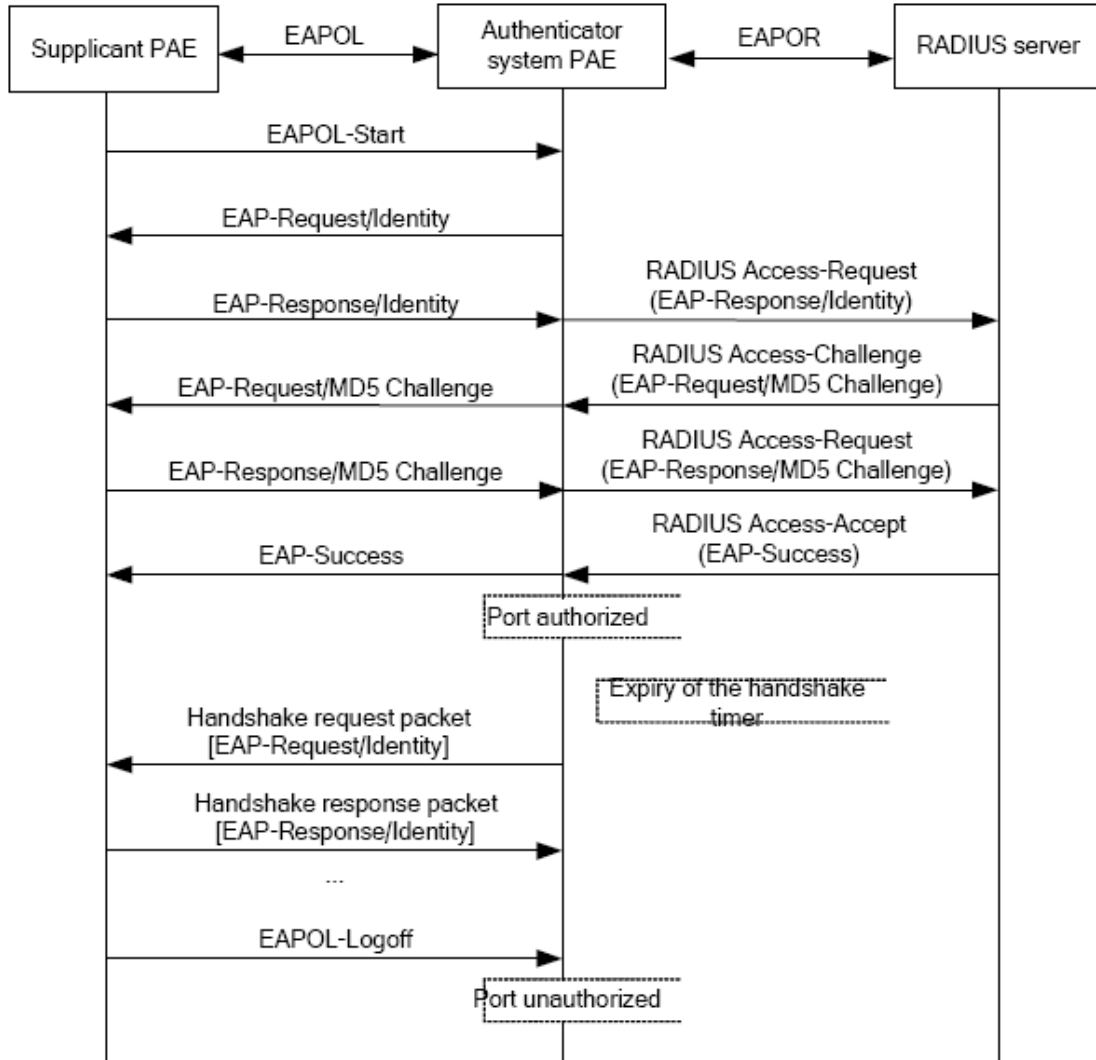 Supplicant PAE
EAPOL
Authenticator
system PAE
EAPOR
RADIUS server
EAPOL-Start
EAP-Request/Identity
RADIUS Access-Request
EAP-Response/Identity
(EAP-Response/Identity)
RADIUS Access-Challenge
EAP-Request/MD5 Challenge
(EAP-Request/MD5 Challenge)
RADIUS Access-Request
EAP-Response/MD5 Challenge
(EAP-Response/MD5 Challenge)
RADIUS Access-Accept
EAP-Success
(EAP-Success)
Port authorized
Expiry of the handshake
timer
Handshake request packet
[EAP-Request/Identity]
Handshake response packet
[EAP-Response/Identity]
...
EAPOL-Logoff
Port unauthorized